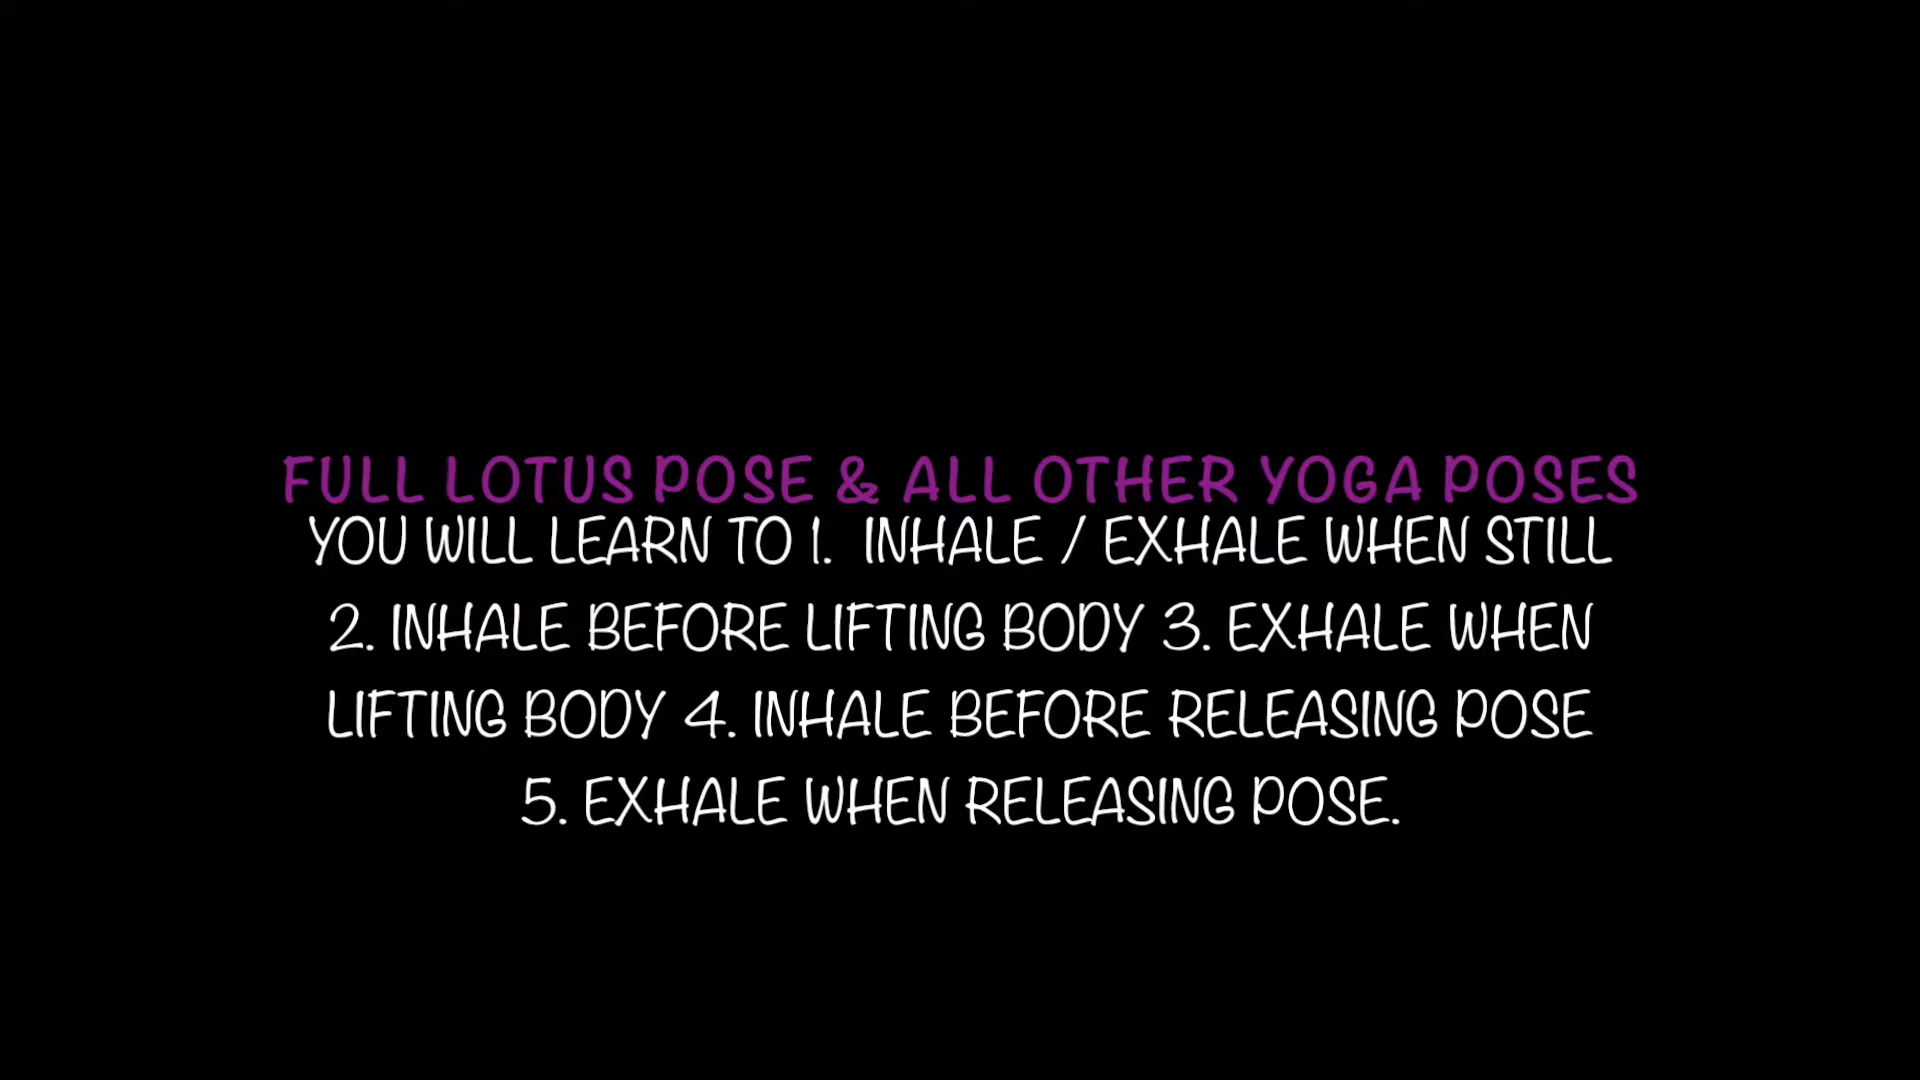 FULL LOTUS POSE & ALL OTHER YOGA POSES
YOU WILL LEARN TO 1.  INHALE / EXHALE WHEN STILL
2. INHALE BEFORE LIFTING BODY 3. EXHALE WHEN
LIFTING BODY 4. INHALE BEFORE RELEASING POSE
5. EXHALE WHEN RELEASING POSE.